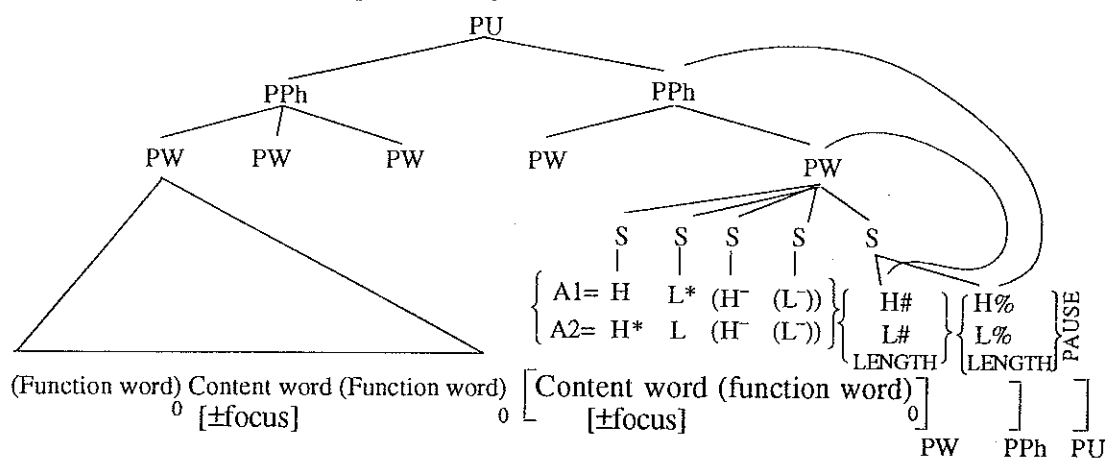 PU
PPh PPh
PW PW PW PW PW
S S S S S
A1= H L* (H⁻ (L⁻)) H# H% PAUSE
A2= H* L (H⁻ (L⁻)) L# L%
LENGTH LENGTH
(Function word)₀ Content word (Function word)₀ [Content word (function word)₀]
[±focus] [±focus]
] ]
PW PPh PU